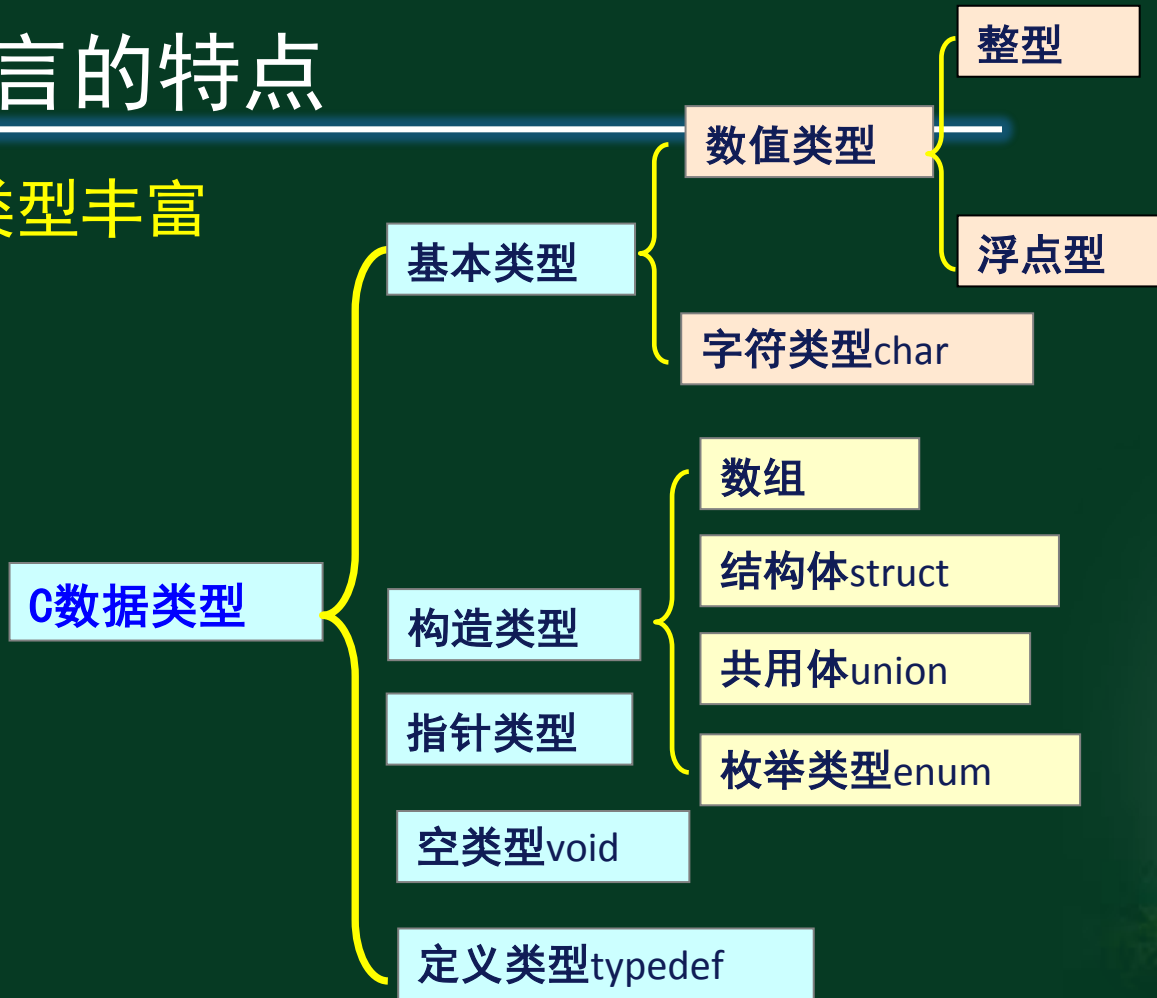 言的特点
类型丰富
C数据类型
基本类型
数值类型
整型
浮点型
字符类型char
构造类型
数组
结构体struct
共用体union
枚举类型enum
指针类型
空类型void
定义类型typedef